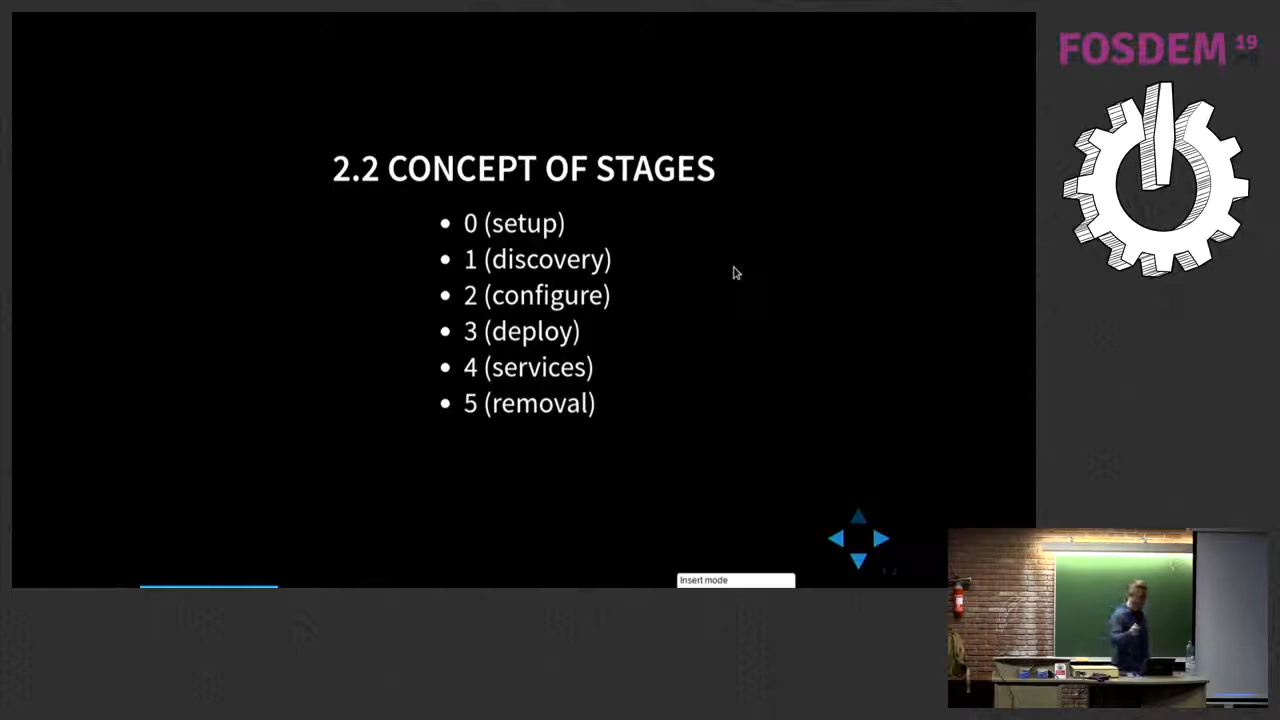 FOSDEM 19
2.2 CONCEPT OF STAGES
• 0 (setup)
• 1 (discovery)
• 2 (configure)
• 3 (deploy)
• 4 (services)
• 5 (removal)
Insert mode